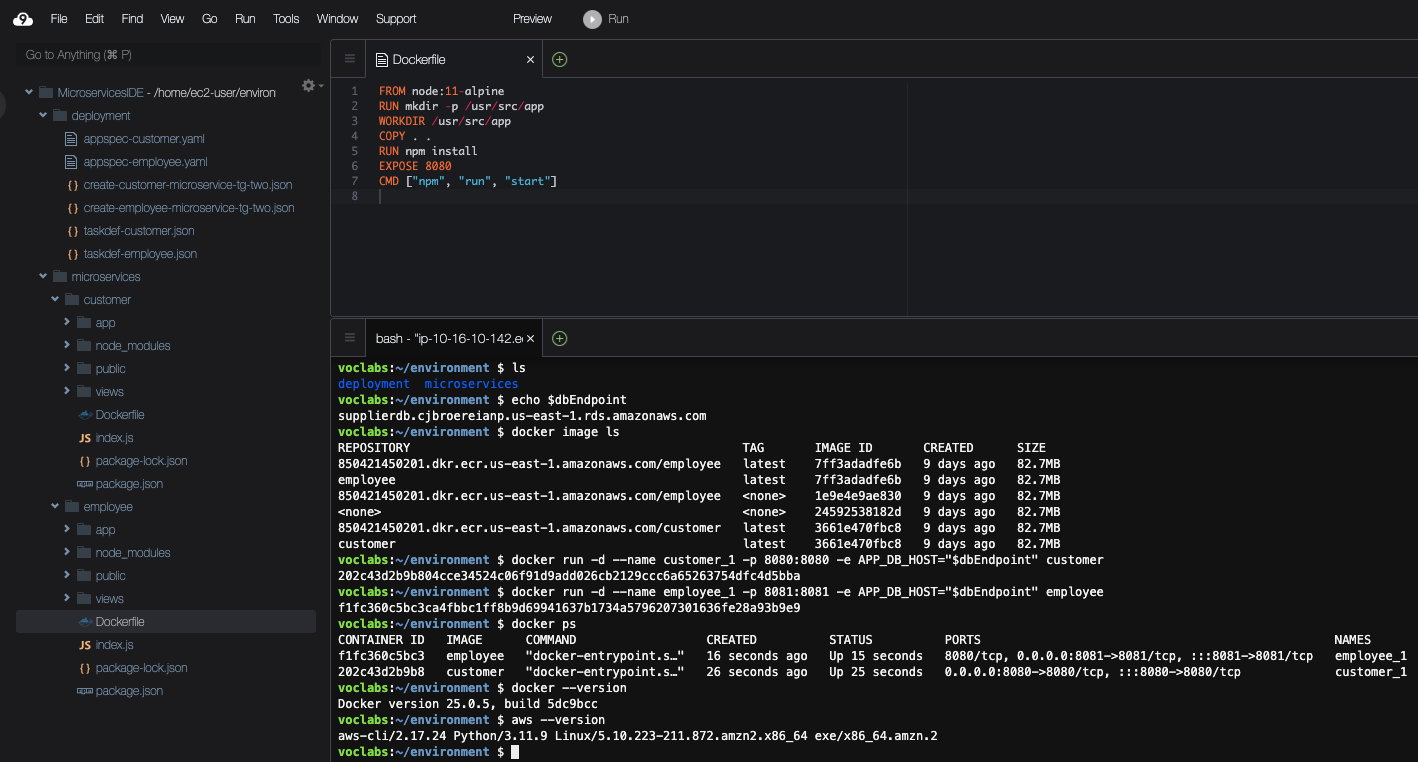 File Edit Find View Go Run Tools Window Support Preview Run
Go to Anything (⌘ P)
MicroservicesIDE - /home/ec2-user/environ
deployment
appspec-customer.yaml
appspec-employee.yaml
create-customer-microservice-tg-two.json
create-employee-microservice-tg-two.json
taskdef-customer.json
taskdef-employee.json
microservices
customer
app
node_modules
public
views
Dockerfile
index.js
package-lock.json
package.json
employee
app
node_modules
public
views
Dockerfile
index.js
package-lock.json
package.json
Dockerfile
1 FROM node:11-alpine
2 RUN mkdir -p /usr/src/app
3 WORKDIR /usr/src/app
4 COPY . .
5 RUN npm install
6 EXPOSE 8080
7 CMD ["npm", "run", "start"]
8
bash - "ip-10-16-10-142.e
voclabs:~/environment $ ls
deployment  microservices
voclabs:~/environment $ echo $dbEndpoint
supplierdb.cjbroereianp.us-east-1.rds.amazonaws.com
voclabs:~/environment $ docker image ls
REPOSITORY TAG IMAGE ID CREATED SIZE
850421450201.dkr.ecr.us-east-1.amazonaws.com/employee latest 7ff3adadfe6b 9 days ago 82.7MB
employee latest 7ff3adadfe6b 9 days ago 82.7MB
850421450201.dkr.ecr.us-east-1.amazonaws.com/employee <none> 1e9e4e9ae830 9 days ago 82.7MB
<none> <none> 24592538182d 9 days ago 82.7MB
850421450201.dkr.ecr.us-east-1.amazonaws.com/customer latest 3661e470fbc8 9 days ago 82.7MB
customer latest 3661e470fbc8 9 days ago 82.7MB
voclabs:~/environment $ docker run -d --name customer_1 -p 8080:8080 -e APP_DB_HOST="$dbEndpoint" customer
202c43d2b9b804cce34524c06f91d9add026cb2129ccc6a65263754dfc4d5bba
voclabs:~/environment $ docker run -d --name employee_1 -p 8081:8081 -e APP_DB_HOST="$dbEndpoint" employee
f1fc360c5bc3ca4fbbc1ff8b9d69941637b1734a5796207301636fe28a93b9e9
voclabs:~/environment $ docker ps
CONTAINER ID IMAGE COMMAND CREATED STATUS PORTS NAMES
f1fc360c5bc3 employee "docker-entrypoint.s…" 16 seconds ago Up 15 seconds 8080/tcp, 0.0.0.0:8081->8081/tcp, :::8081->8081/tcp employee_1
202c43d2b9b8 customer "docker-entrypoint.s…" 26 seconds ago Up 25 seconds 0.0.0.0:8080->8080/tcp, :::8080->8080/tcp customer_1
voclabs:~/environment $ docker --version
Docker version 25.0.5, build 5dc9bcc
voclabs:~/environment $ aws --version
aws-cli/2.17.24 Python/3.11.9 Linux/5.10.223-211.872.amzn2.x86_64 exe/x86_64.amzn.2
voclabs:~/environment $